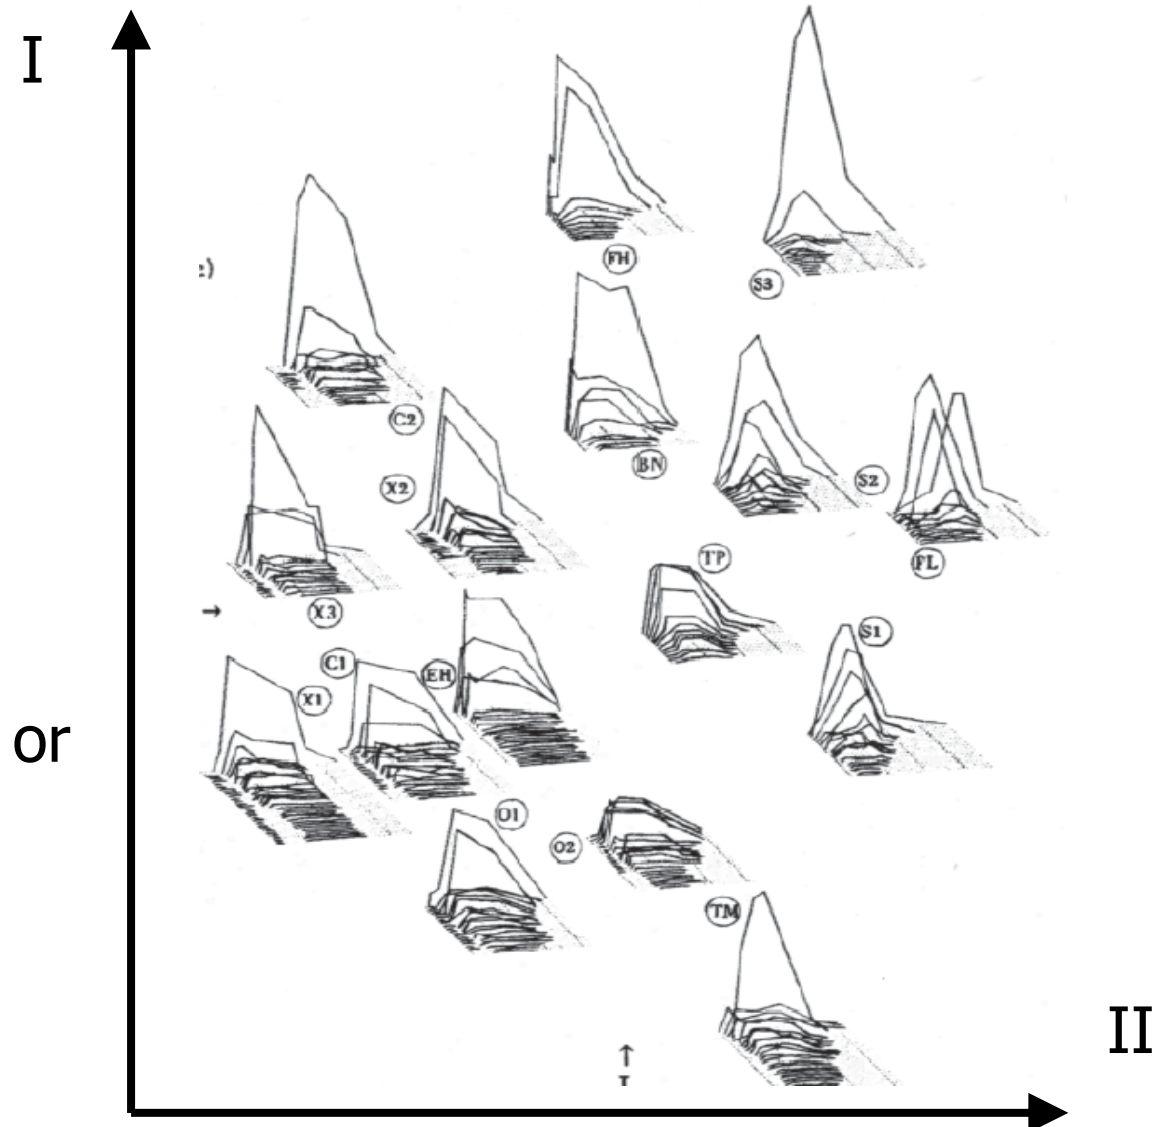 I
FH
:)
S3
C2
BN
X2
S2
FL
TP
→
X3
S1
C1
EH
X1
or
O1
O2
TM
II
↑
I